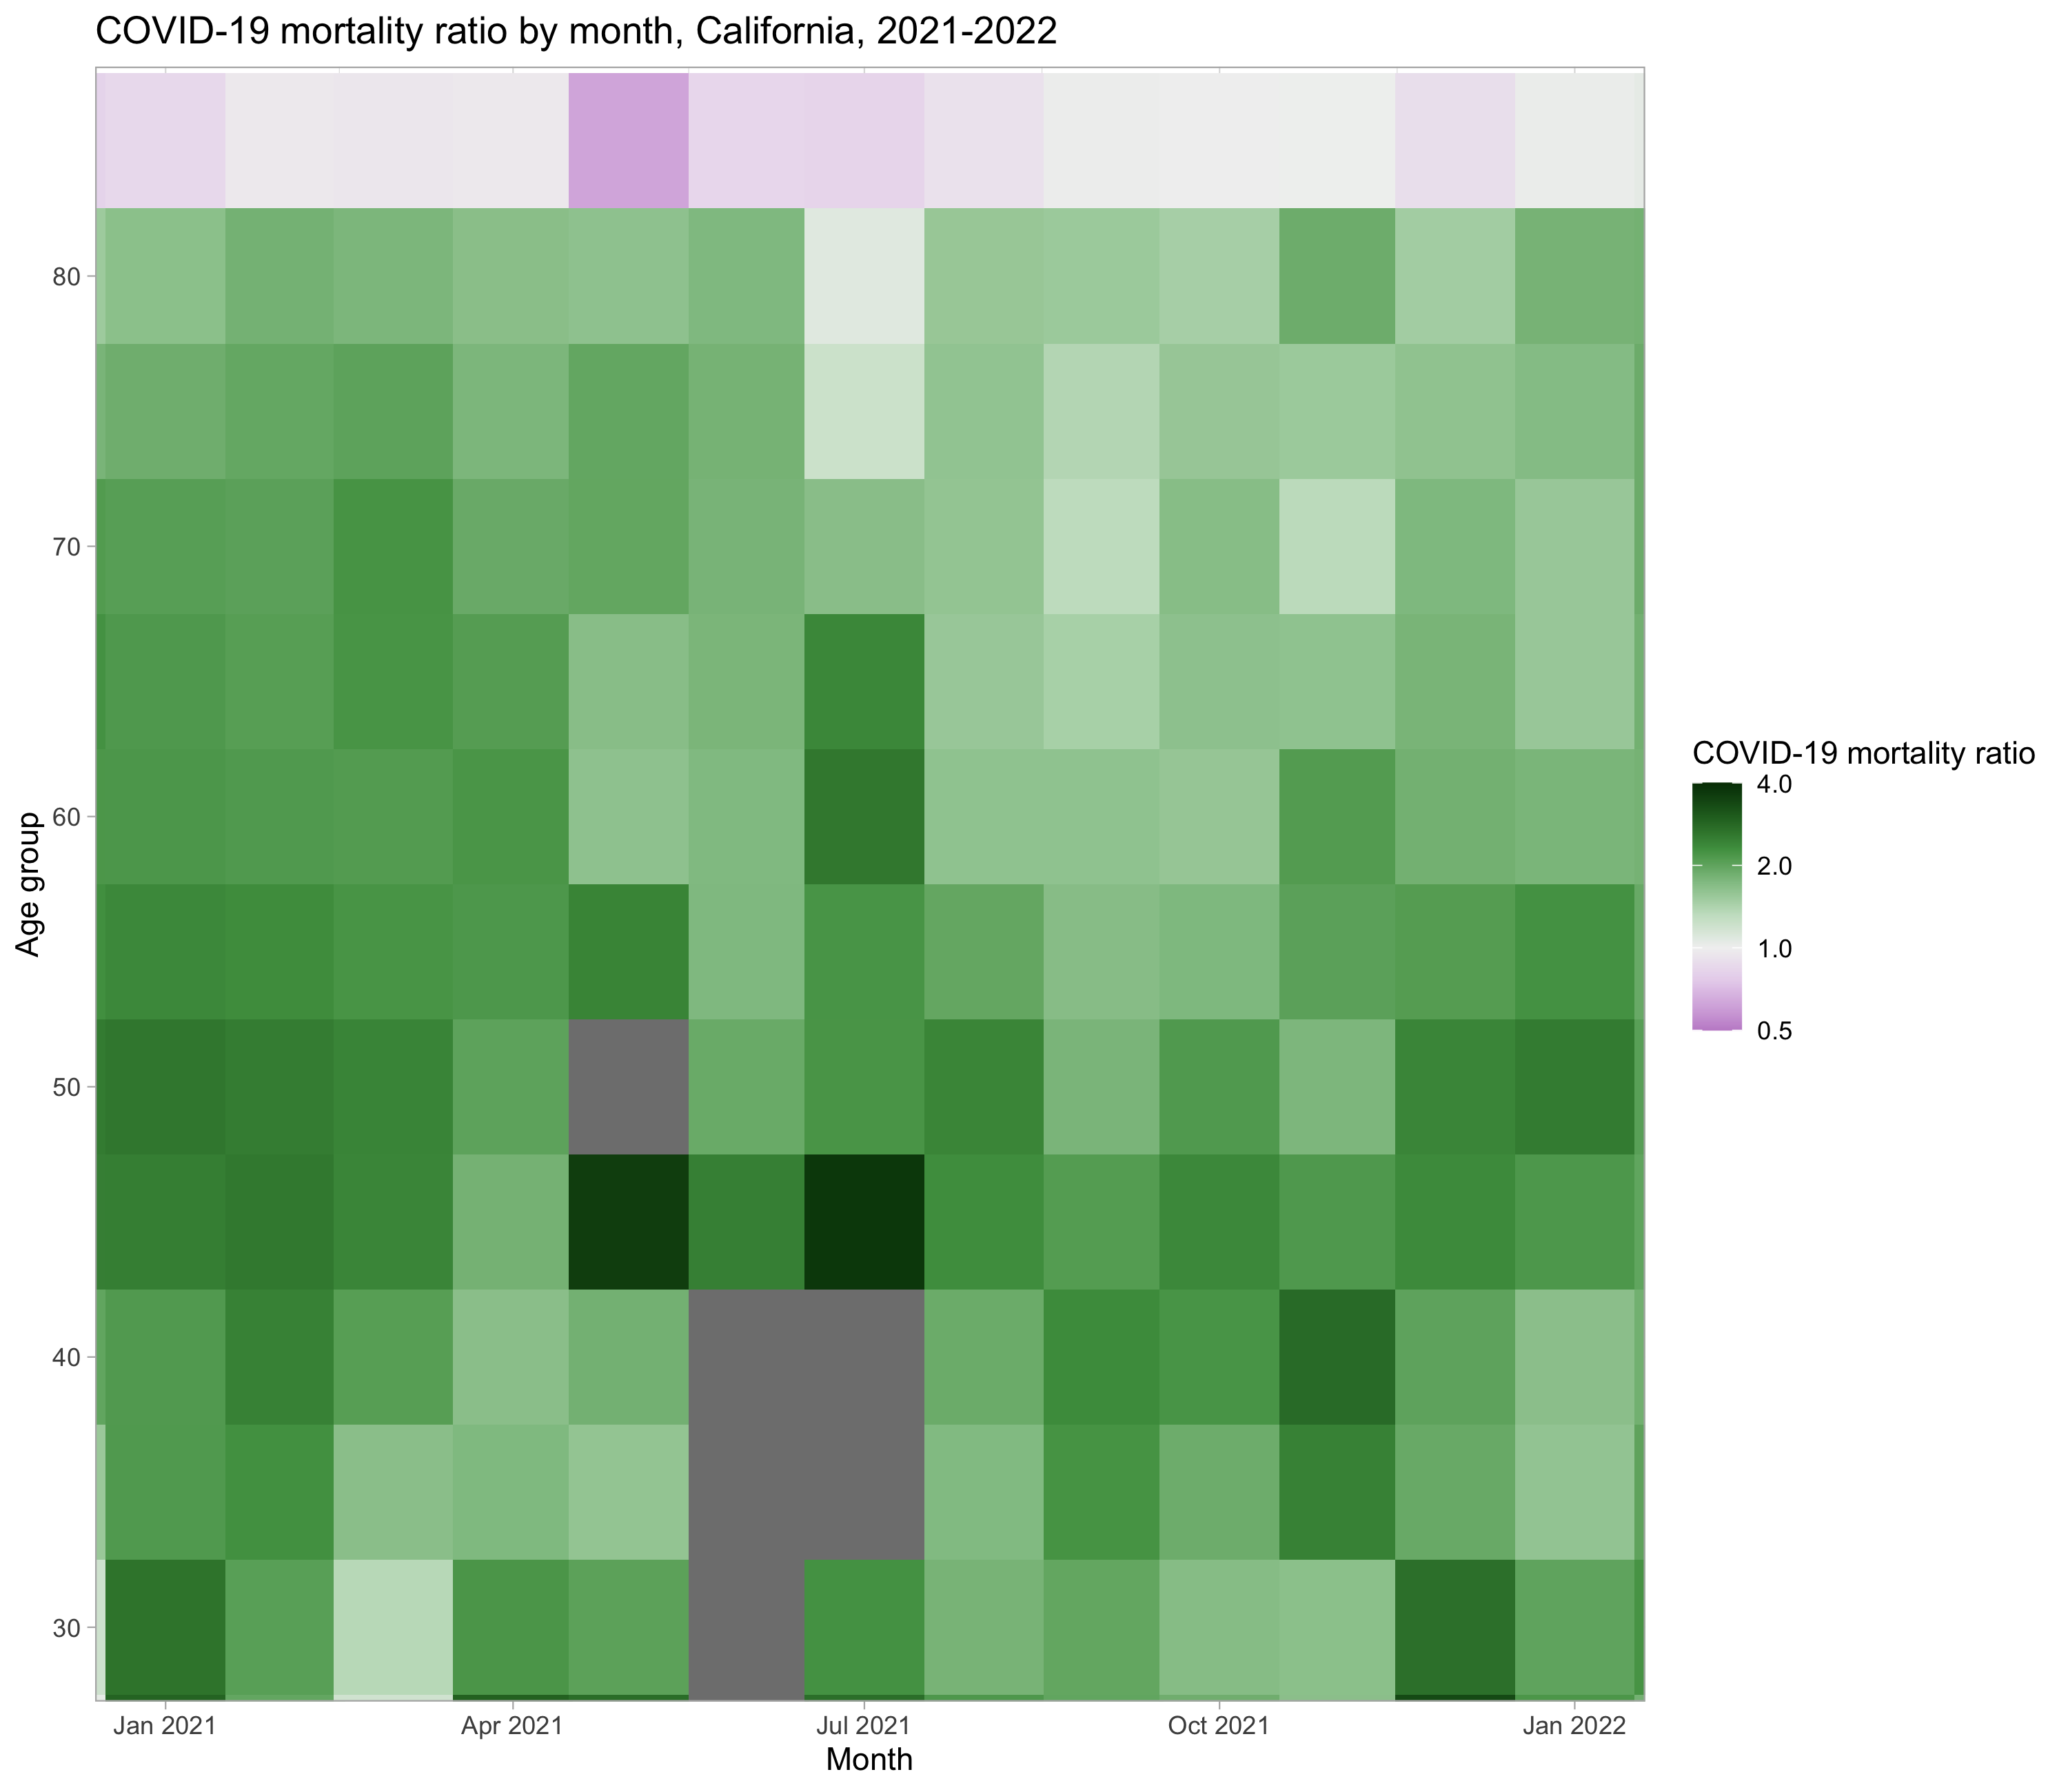 COVID-19 mortality ratio by month, California, 2021-2022
80
70
60
50
40
30
Age group
Jan 2021
Apr 2021
Jul 2021
Oct 2021
Jan 2022
Month
COVID-19 mortality ratio
4.0
2.0
1.0
0.5